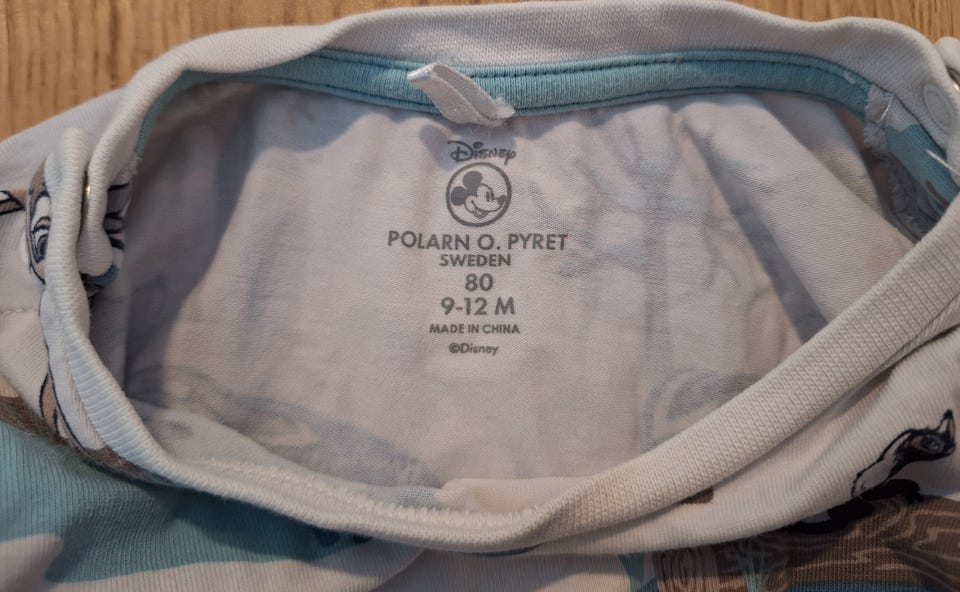 Disney
POLARN O. PYRET
SWEDEN
80
9-12 M
MADE IN CHINA
©Disney